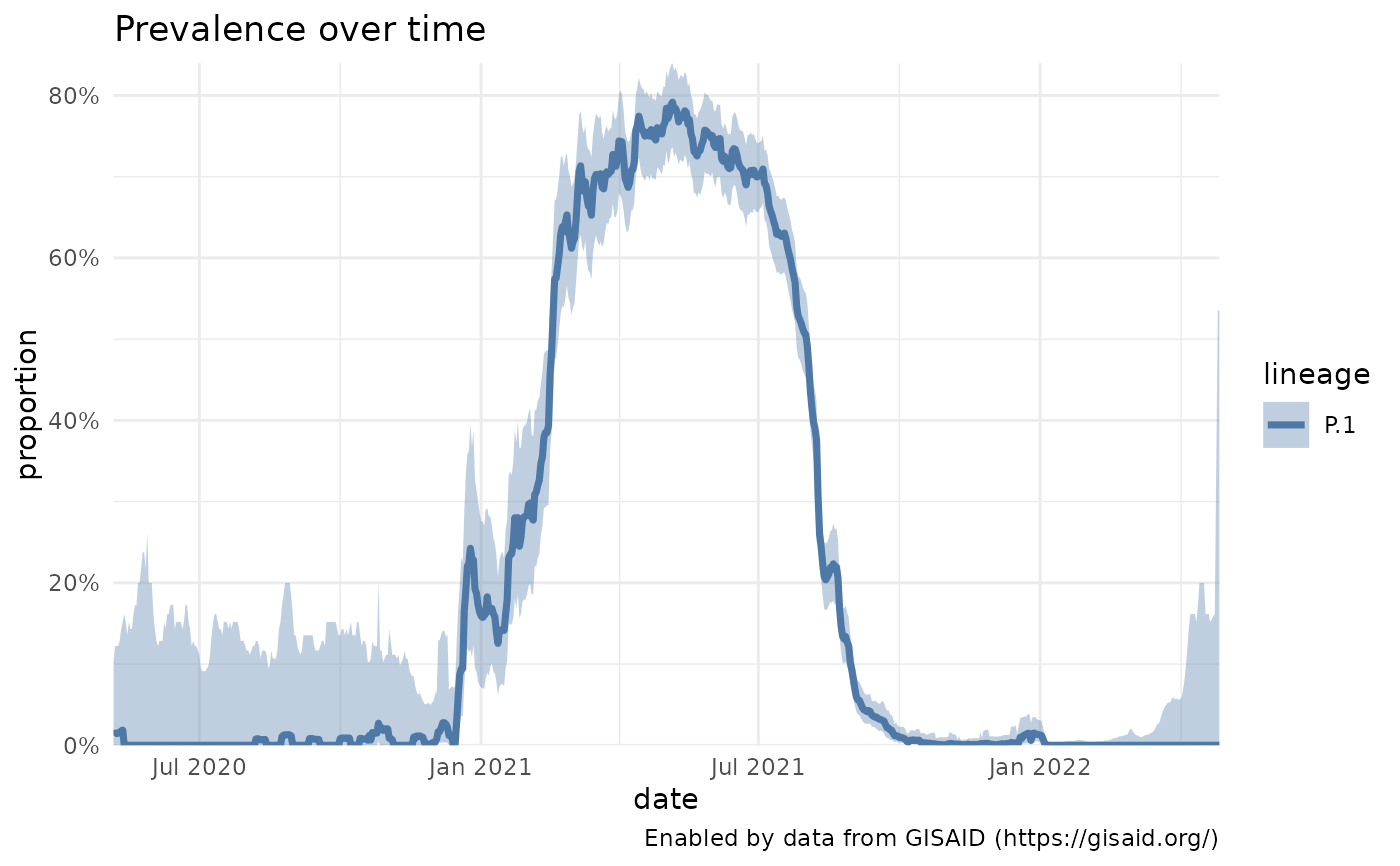 Prevalence over time
80%
60%
40%
20%
0%
proportion
Jul 2020
Jan 2021
Jul 2021
Jan 2022
date
lineage
P.1
Enabled by data from GISAID (https://gisaid.org/)